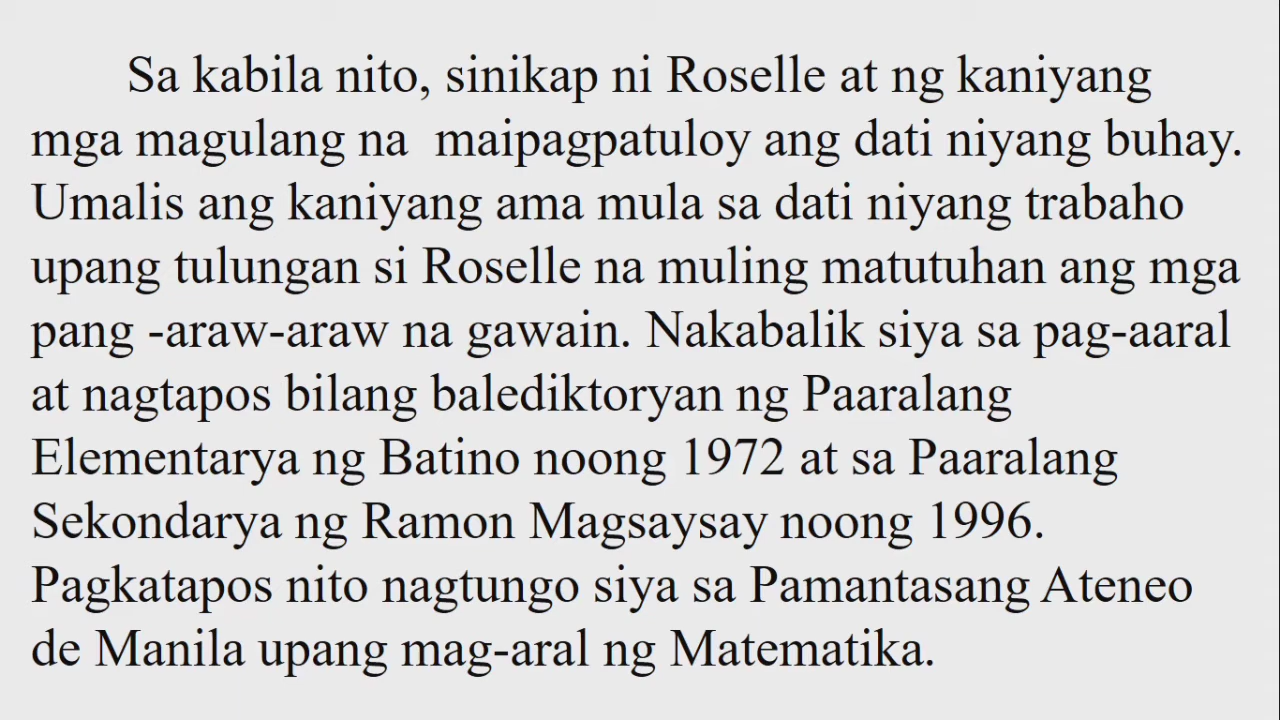 Sa kabila nito, sinikap ni Roselle at ng kaniyang
mga magulang na  maipagpatuloy ang dati niyang buhay.
Umalis ang kaniyang ama mula sa dati niyang trabaho
upang tulungan si Roselle na muling matutuhan ang mga
pang -araw-araw na gawain. Nakabalik siya sa pag-aaral
at nagtapos bilang balediktoryan ng Paaralang
Elementarya ng Batino noong 1972 at sa Paaralang
Sekondarya ng Ramon Magsaysay noong 1996.
Pagkatapos nito nagtungo siya sa Pamantasang Ateneo
de Manila upang mag-aral ng Matematika.